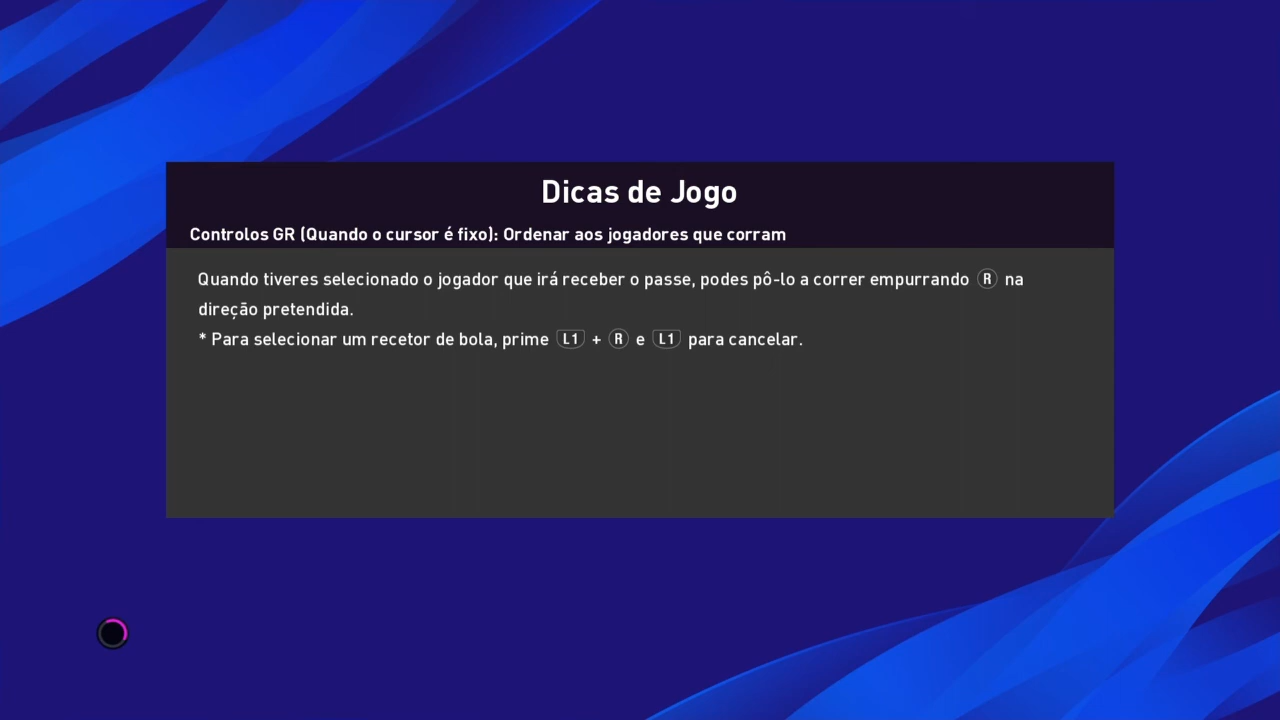 Dicas de Jogo
Controlos GR (Quando o cursor é fixo): Ordenar aos jogadores que corram
Quando tiveres selecionado o jogador que irá receber o passe, podes pô-lo a correr empurrando R na
direção pretendida.
* Para selecionar um recetor de bola, prime L1 + R e L1 para cancelar.